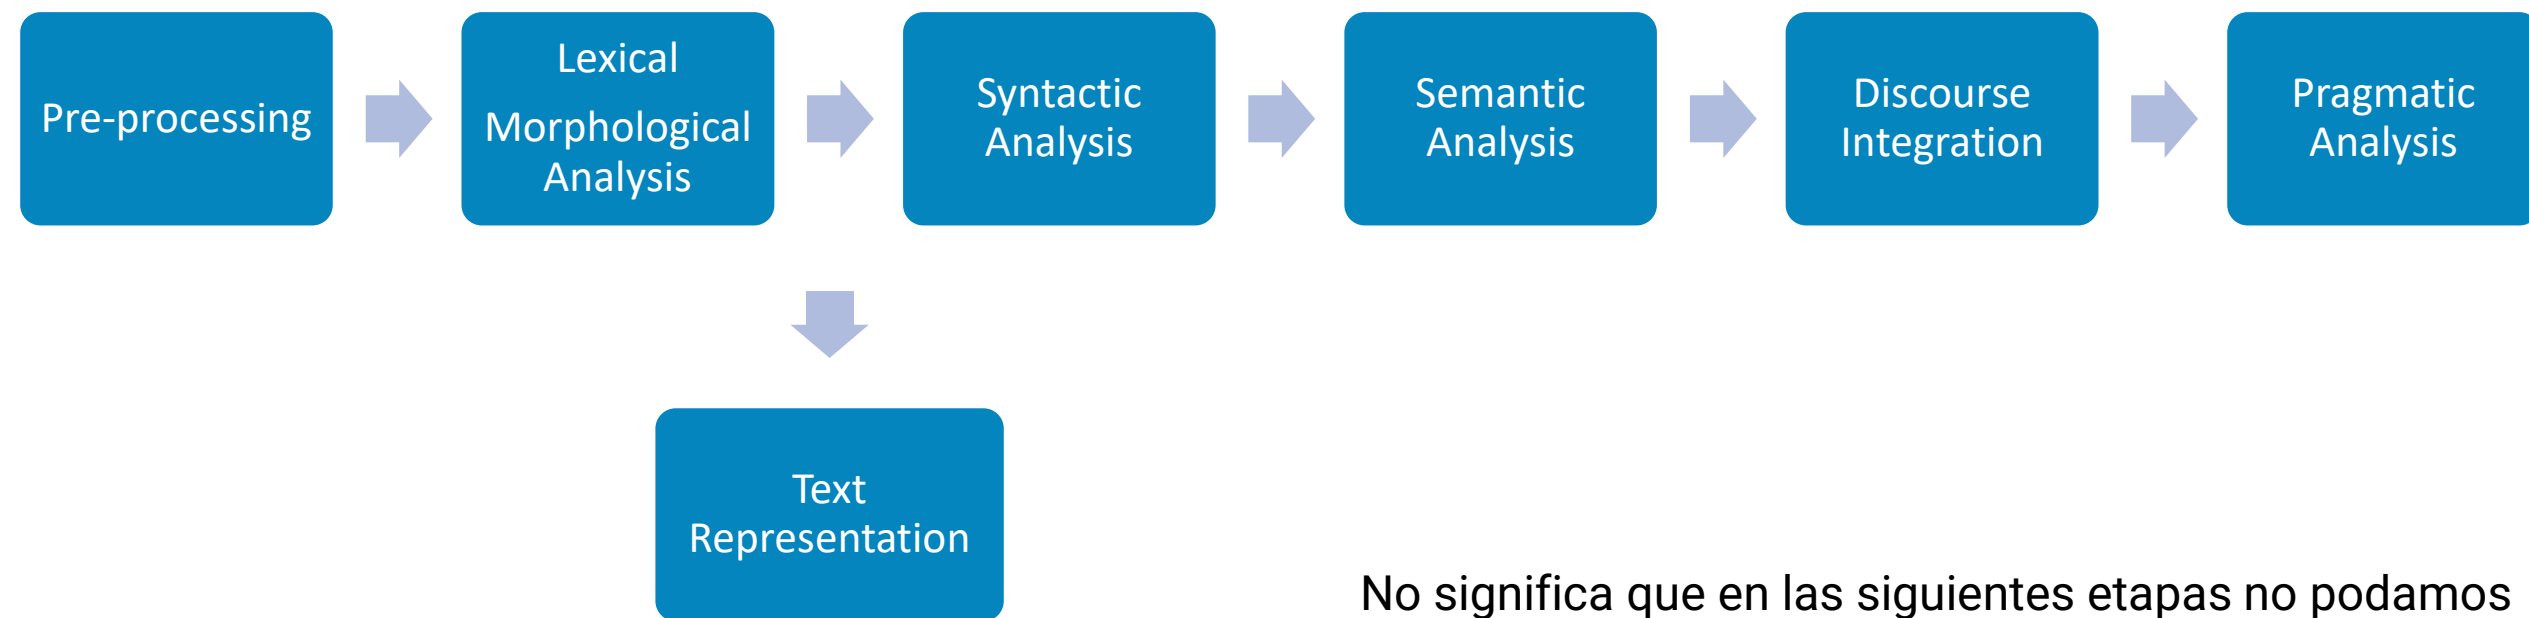 Pre-processing
Lexical
Morphological
Analysis
Syntactic
Analysis
Semantic
Analysis
Discourse
Integration
Pragmatic
Analysis
Text
Representation
No significa que en las siguientes etapas no podamos